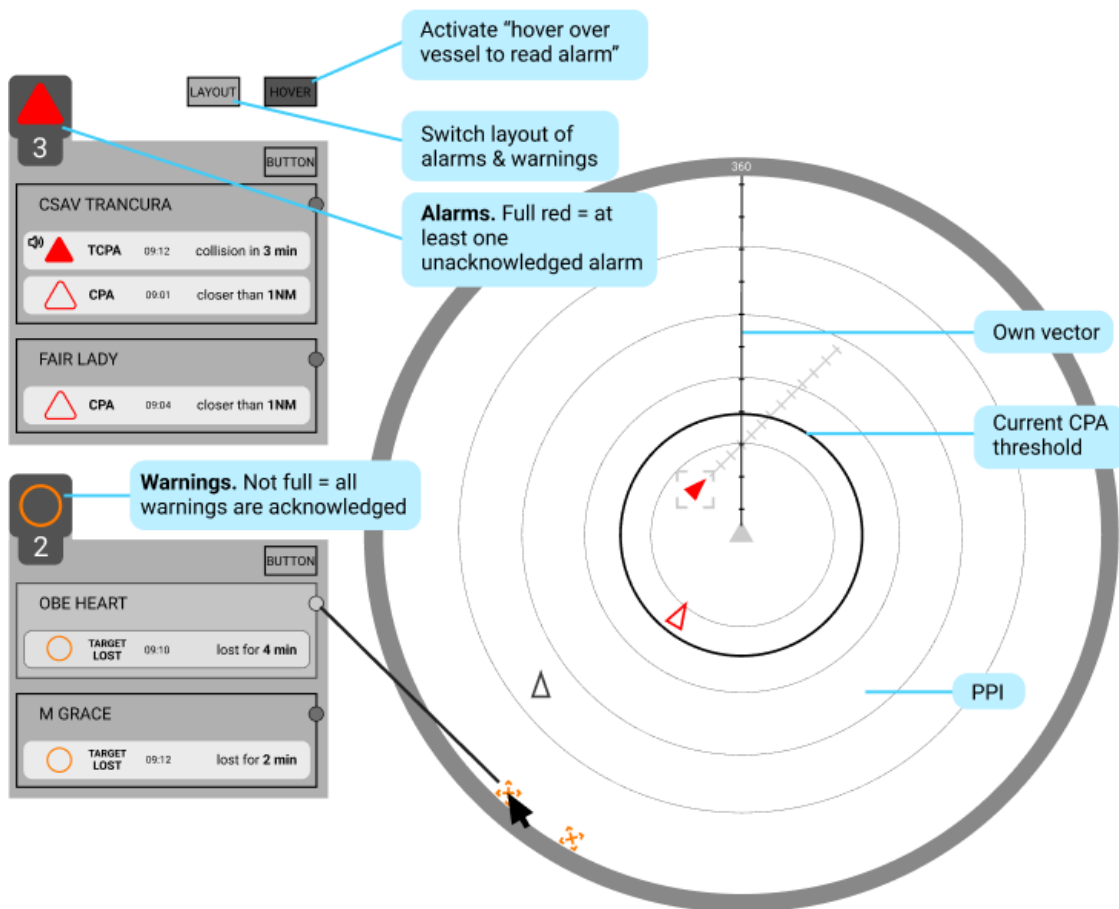 Activate “hover over
vessel to read alarm”
LAYOUT
HOVER
Switch layout of
alarms & warnings
3
BUTTON
CSAV TRANCURA
TCPA 09:12 collision in 3 min
CPA 09:01 closer than 1NM
FAIR LADY
CPA 09:04 closer than 1NM
Alarms. Full red = at
least one
unacknowledged alarm
360
Own vector
Current CPA
threshold
Warnings. Not full = all
warnings are acknowledged
2
BUTTON
OBE HEART
TARGET
LOST 09:10 lost for 4 min
M GRACE
TARGET
LOST 09:12 lost for 2 min
PPI